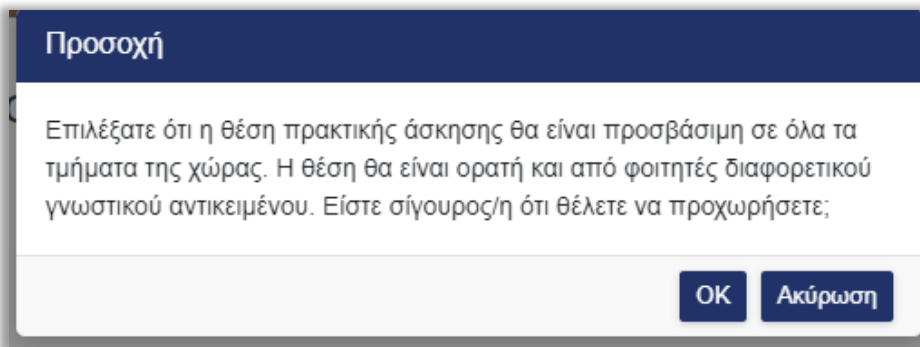 Προσοχή
Επιλέξατε ότι η θέση πρακτικής άσκησης θα είναι προσβάσιμη σε όλα τα
τμήματα της χώρας. Η θέση θα είναι ορατή και από φοιτητές διαφορετικού
γνωστικού αντικειμένου. Είστε σίγουρος/η ότι θέλετε να προχωρήσετε;
OK Ακύρωση